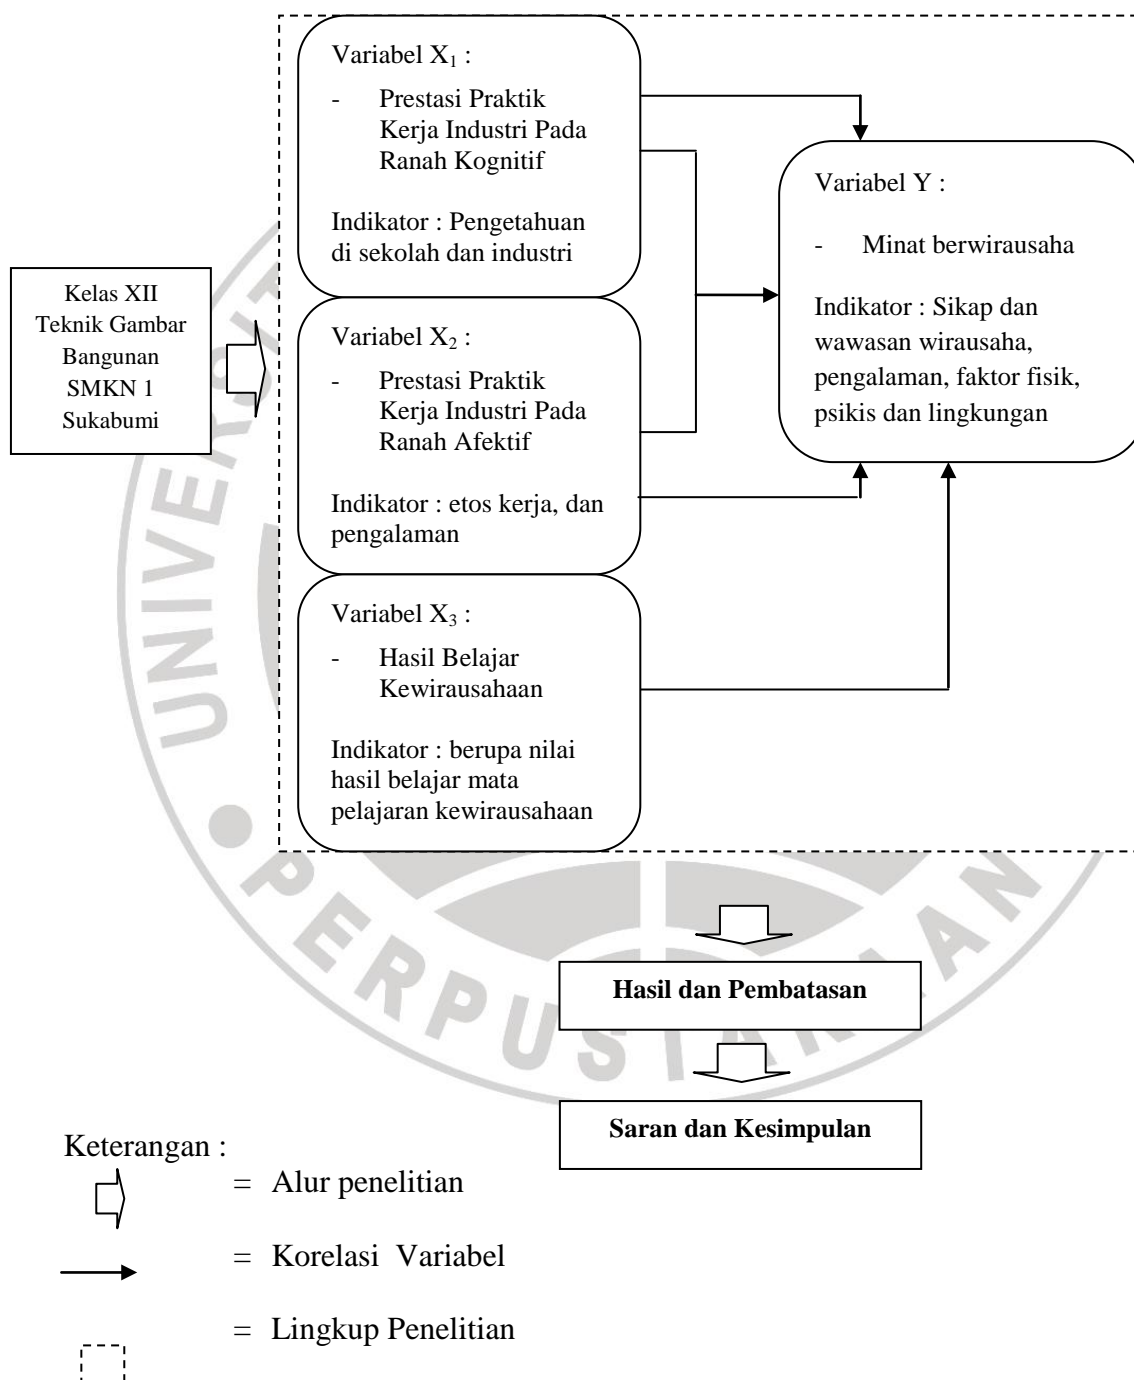 Variabel X₁ :
- Prestasi Praktik
Kerja Industri Pada
Ranah Kognitif
Indikator : Pengetahuan
di sekolah dan industri
Kelas XII
Teknik Gambar
Bangunan
SMKN 1
Sukabumi
Variabel X₂ :
- Prestasi Praktik
Kerja Industri Pada
Ranah Afektif
Indikator : etos kerja, dan
pengalaman
Variabel X₃ :
- Hasil Belajar
Kewirausahaan
Indikator : berupa nilai
hasil belajar mata
pelajaran kewirausahaan
Variabel Y :
- Minat berwirausaha
Indikator : Sikap dan
wawasan wirausaha,
pengalaman, faktor fisik,
psikis dan lingkungan
Hasil dan Pembatasan
Saran dan Kesimpulan
Keterangan :
= Alur penelitian
= Korelasi Variabel
= Lingkup Penelitian
PERPUSTAKAAN